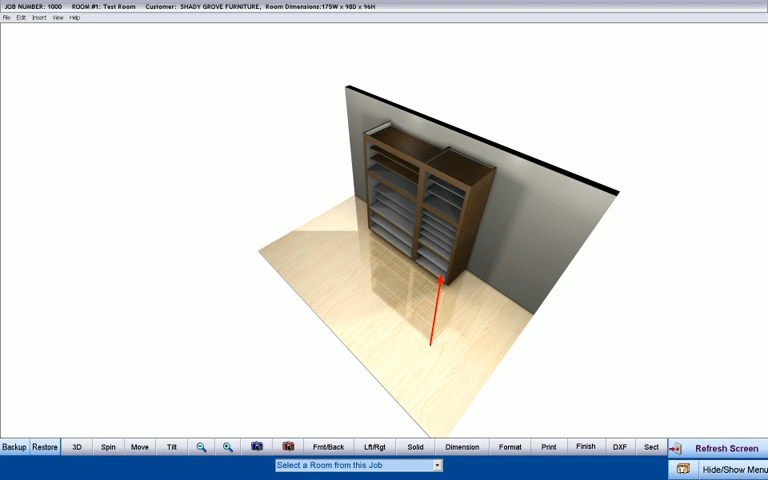 JOB NUMBER: 1000 ROOM #1: Test Room Customer: SHADY GROVE FURNITURE, Room Dimensions:175W x 98D x 96H
File Edit Insert View Help
Backup Restore 3D Spin Move Tilt Frnt/Back Lft/Rgt Solid Dimension Format Print Finish DXF Sect Refresh Screen
Select a Room from this Job Hide/Show Menu